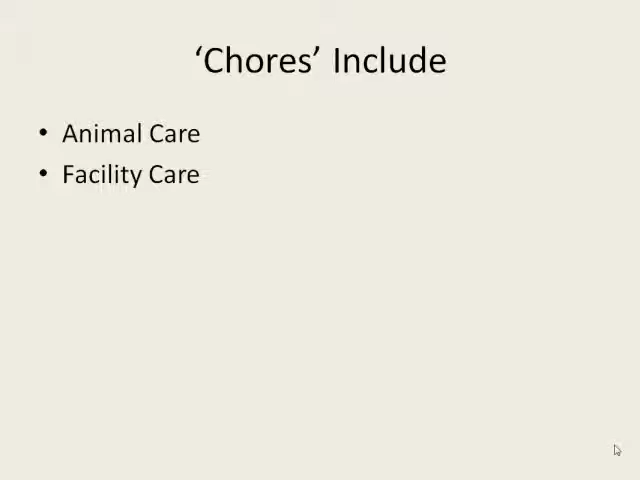 ‘Chores’ Include
• Animal Care
• Facility Care